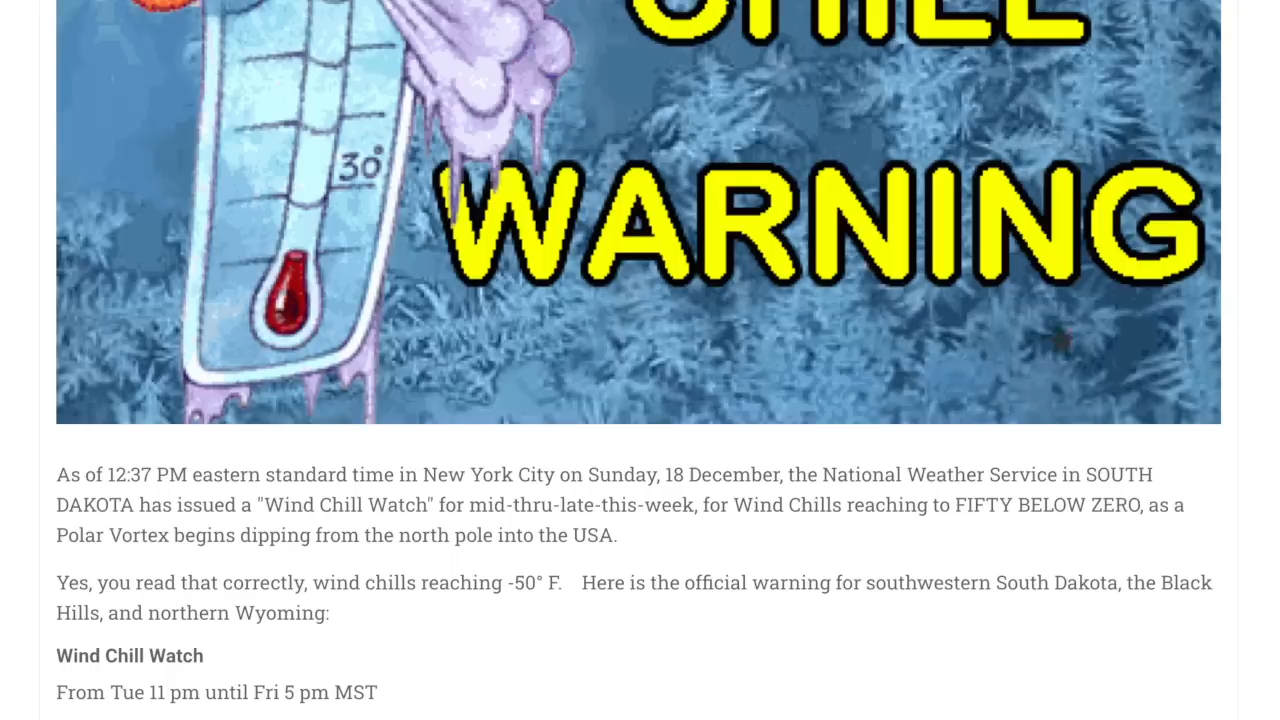 CHILL
30°
WARNING
As of 12:37 PM eastern standard time in New York City on Sunday, 18 December, the National Weather Service in SOUTH
DAKOTA has issued a "Wind Chill Watch" for mid-thru-late-this-week, for Wind Chills reaching to FIFTY BELOW ZERO, as a
Polar Vortex begins dipping from the north pole into the USA.
Yes, you read that correctly, wind chills reaching -50° F.    Here is the official warning for southwestern South Dakota, the Black
Hills, and northern Wyoming:
Wind Chill Watch
From Tue 11 pm until Fri 5 pm MST